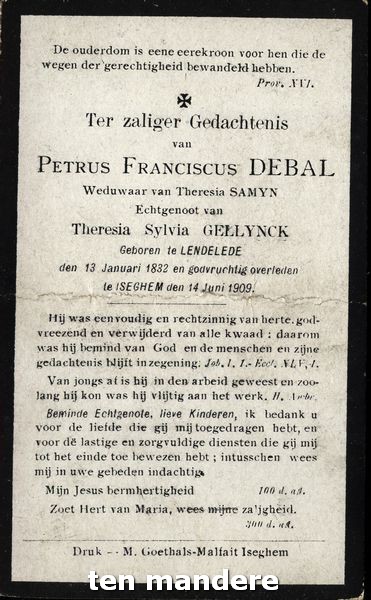 De ouderdom is eene eerekroon voor hen die de
wegen der gerechtigheid bewandeld hebben.
Prov. XVI.
Ter zaliger Gedachtenis
van
PETRUS FRANCISCUS DEBAL
Weduwaar van Theresia SAMYN
Echtgenoot van
Theresia Sylvia GELLYNCK
Geboren te LENDELEDE
den 13 Januari 1832 en godvruchtig overleden
te ISEGHEM den 14 Juni 1909.
Hij was eenvoudig en rechtzinnig van herte, god-
vreezend en verwijderd van alle kwaad : daarom
was hij bemind van God en de menschen en zijne
gedachtenis blijft in zegening; Job. I. 1.- Eccl. XLV, 1.
Van jongs af is hij in den arbeid geweest en zoo-
lang hij kon was hij vlijtig aan het werk. H. Ambr.
Beminde Echtgenote, lieve Kinderen, ik bedank u
voor de liefde die gij mij toegedragen hebt, en
voor dé lastige en zorgvuldige diensten die gij mij
tot het einde toe bewezen hebt ; intusschen wees
mij in uwe gebeden indachtig.
Mijn Jesus bermhertigheid 100 d. afl.
Zoet Hert van Maria, wees mijne zaligheid.
300 d. afl.
Druk — M. Goethals-Malfait Iseghem
ten mandere